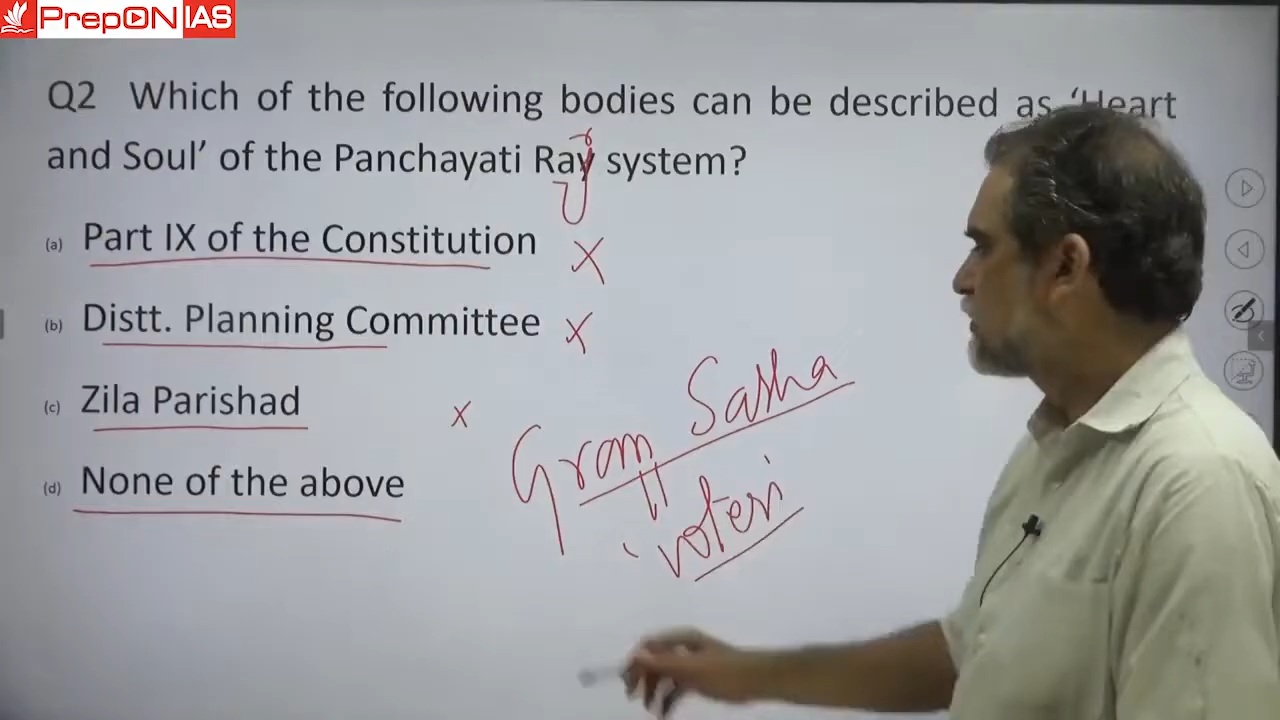 PrepON IAS
Q2 Which of the following bodies can be described as ‘Heart
and Soul’ of the Panchayati Raj system?
(a) Part IX of the Constitution X
(b) Distt. Planning Committee X
(c) Zila Parishad X
(d) None of the above
Gram Sabha
voters